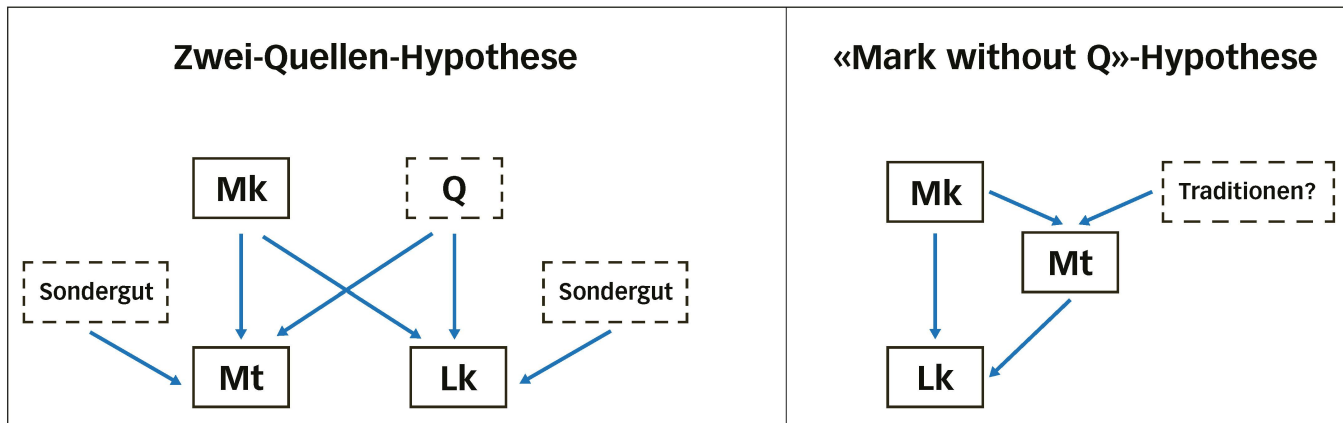 Zwei-Quellen-Hypothese
Mk
Q
Sondergut
Sondergut
Mt
Lk
«Mark without Q»-Hypothese
Mk
Traditionen?
Mt
Lk